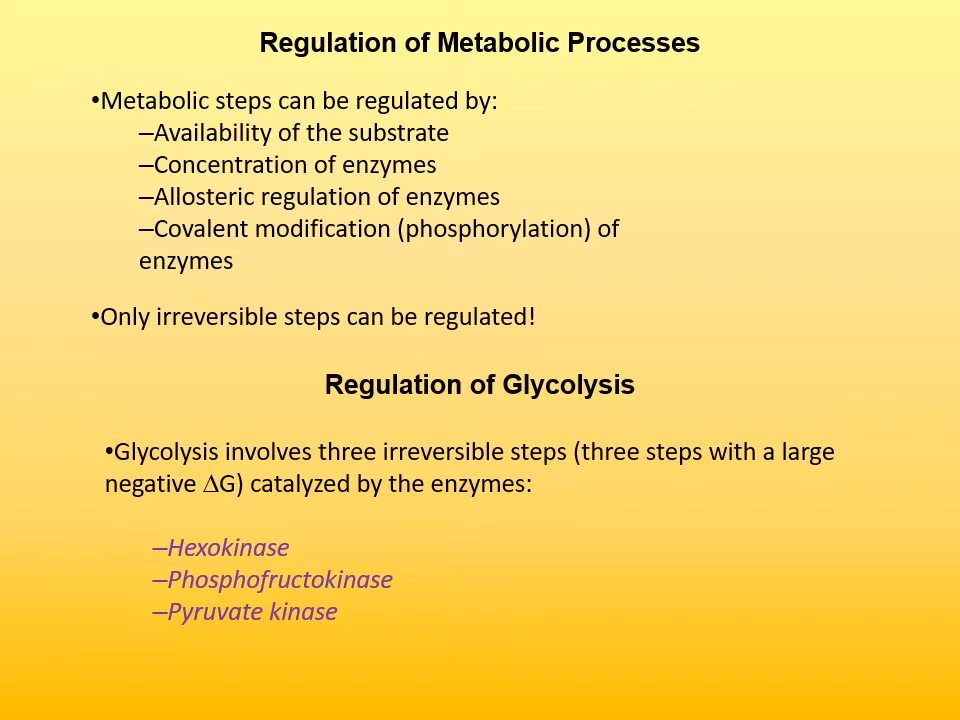 Regulation of Metabolic Processes
•Metabolic steps can be regulated by:
–Availability of the substrate
–Concentration of enzymes
–Allosteric regulation of enzymes
–Covalent modification (phosphorylation) of
enzymes
•Only irreversible steps can be regulated!
Regulation of Glycolysis
•Glycolysis involves three irreversible steps (three steps with a large
negative ∆G) catalyzed by the enzymes:
–Hexokinase
–Phosphofructokinase
–Pyruvate kinase